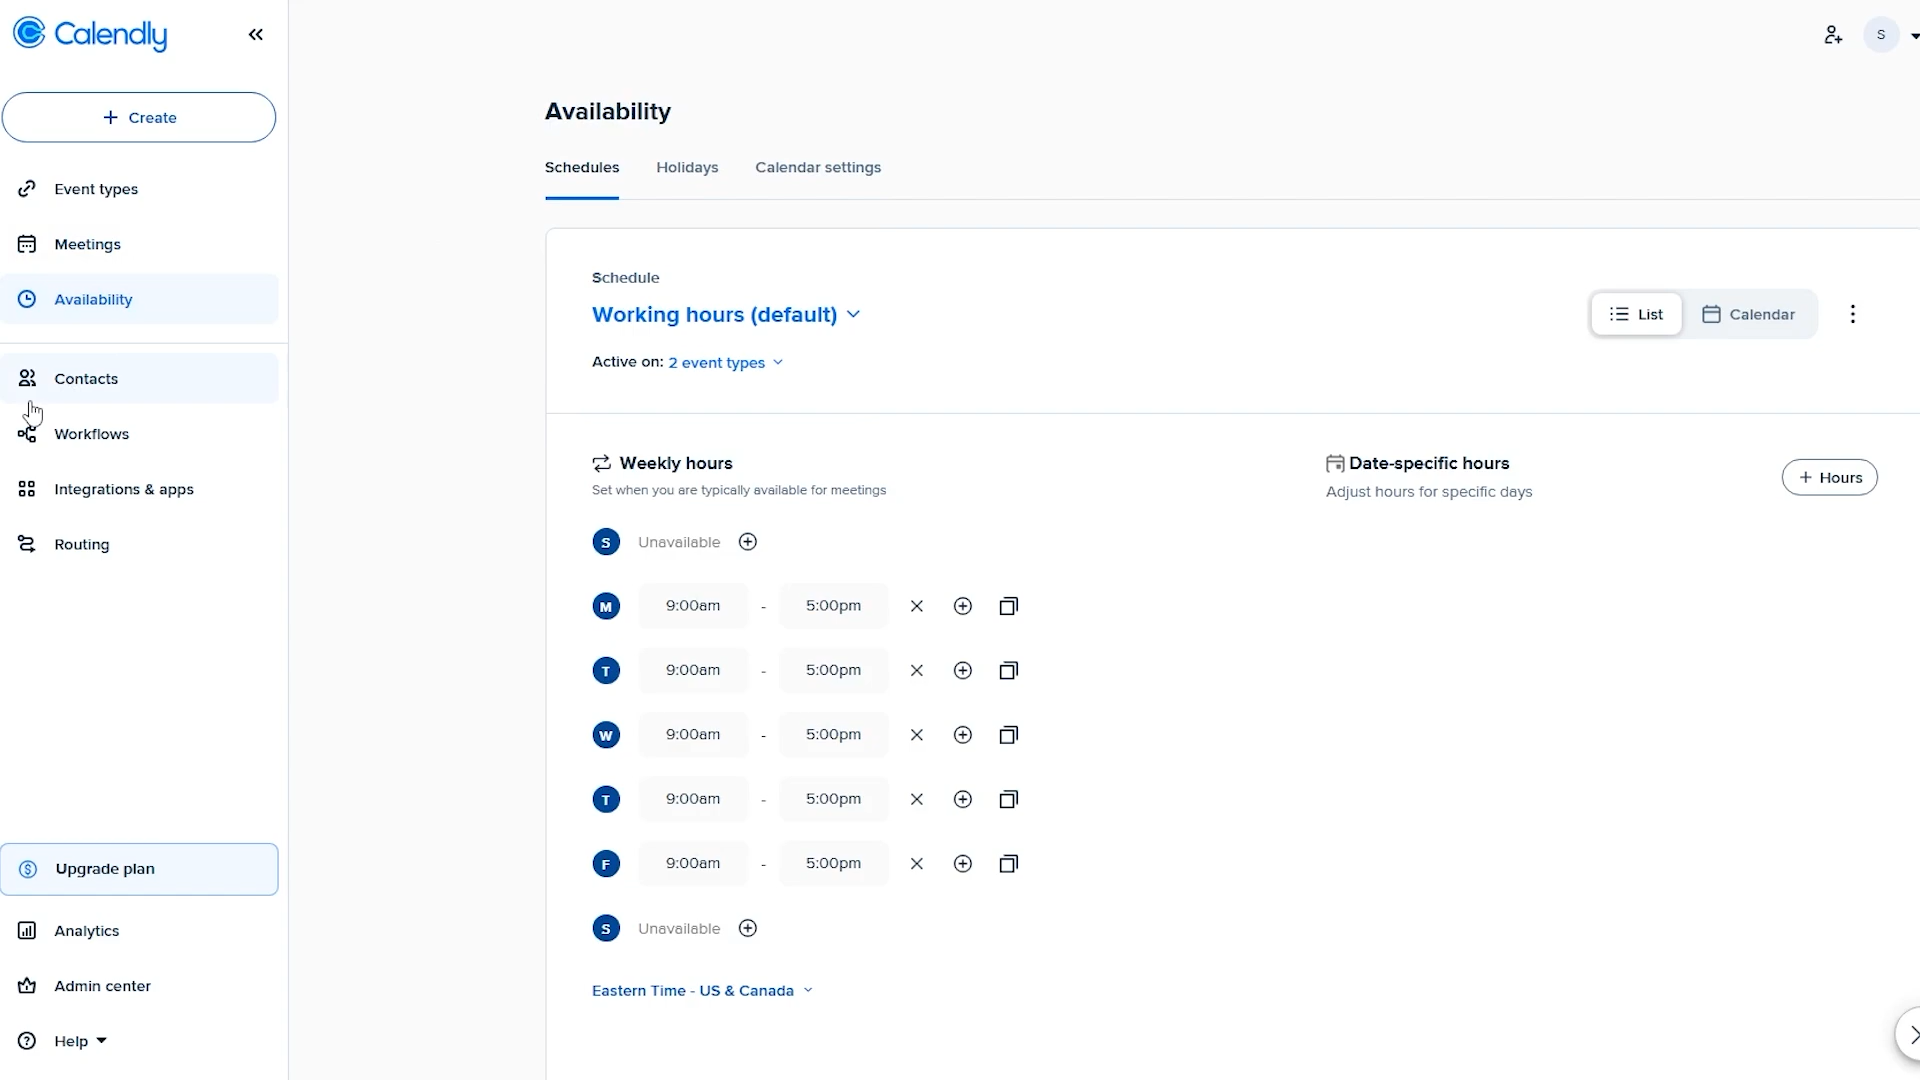 Calendly
Create
Event types
Meetings
Availability
Contacts
Workflows
Integrations & apps
Routing
Upgrade plan
Analytics
Admin center
Help
S
Availability
Schedules Holidays Calendar settings
Schedule
Working hours (default)
Active on: 2 event types
List Calendar
Weekly hours
Set when you are typically available for meetings
S Unavailable
M 9:00am - 5:00pm
T 9:00am - 5:00pm
W 9:00am - 5:00pm
T 9:00am - 5:00pm
F 9:00am - 5:00pm
S Unavailable
Eastern Time - US & Canada
Date-specific hours
Adjust hours for specific days
+ Hours